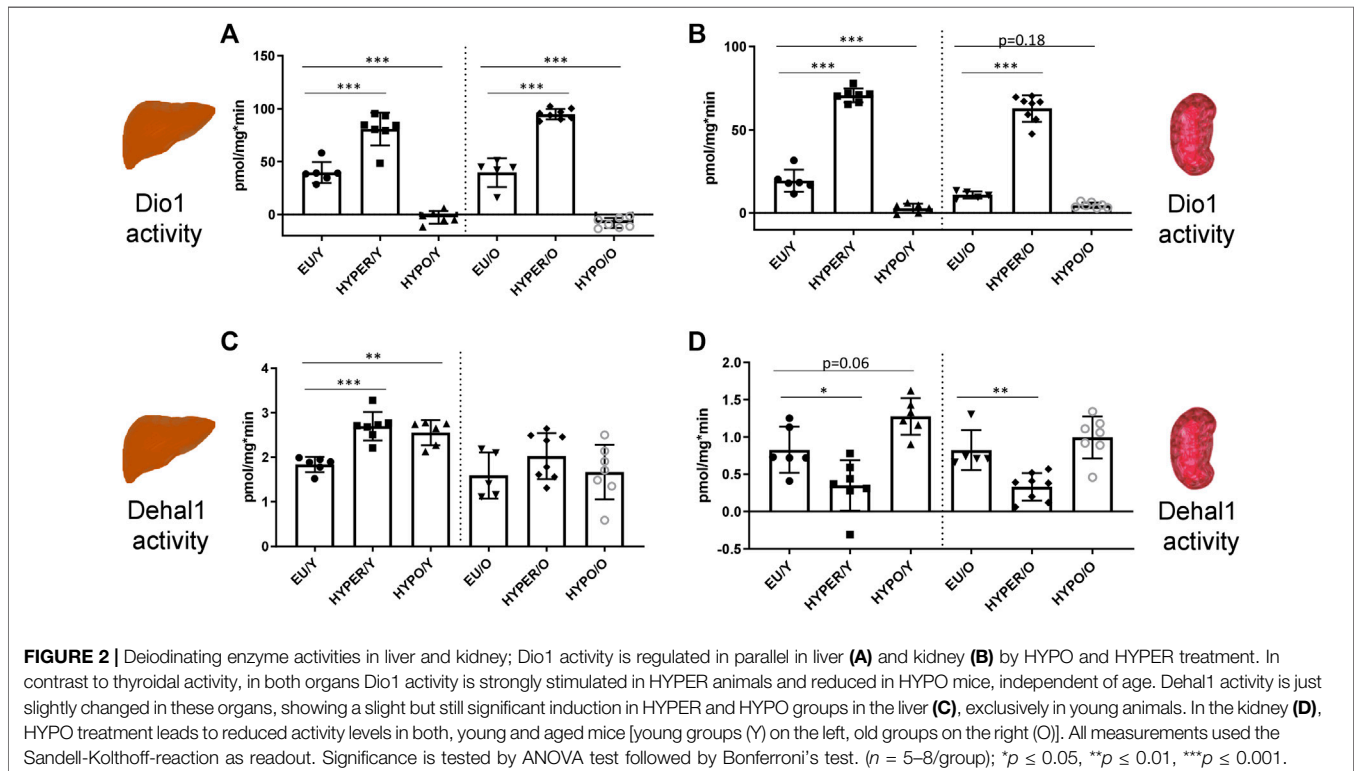 A
150
100
50
0
pmol/mg*min
***
***
***
***
EU/Y
HYPER/Y
HYPO/Y
EU/O
HYPER/O
HYPO/O
Dio1
activity
B
100
50
0
pmol/mg*min
***
***
p=0.18
***
EU/Y
HYPER/Y
HYPO/Y
EU/O
HYPER/O
HYPO/O
Dio1
activity
C
4
3
2
1
0
pmol/mg*min
**
***
EU/Y
HYPER/Y
HYPO/Y
EU/O
HYPER/O
HYPO/O
Dehal1
activity
D
2.0
1.5
1.0
0.5
0.0
-0.5
pmol/mg*min
p=0.06
*
**
EU/Y
HYPER/Y
HYPO/Y
EU/O
HYPER/O
HYPO/O
Dehal1
activity
FIGURE 2 | Deiodinating enzyme activities in liver and kidney; Dio1 activity is regulated in parallel in liver (A) and kidney (B) by HYPO and HYPER treatment. In
contrast to thyroidal activity, in both organs Dio1 activity is strongly stimulated in HYPER animals and reduced in HYPO mice, independent of age. Dehal1 activity is just
slightly changed in these organs, showing a slight but still significant induction in HYPER and HYPO groups in the liver (C), exclusively in young animals. In the kidney (D),
HYPO treatment leads to reduced activity levels in both, young and aged mice [young groups (Y) on the left, old groups on the right (O)]. All measurements used the
Sandell-Kolthoff-reaction as readout. Significance is tested by ANOVA test followed by Bonferroni’s test. (n = 5–8/group); *p ≤ 0.05, **p ≤ 0.01, ***p ≤ 0.001.